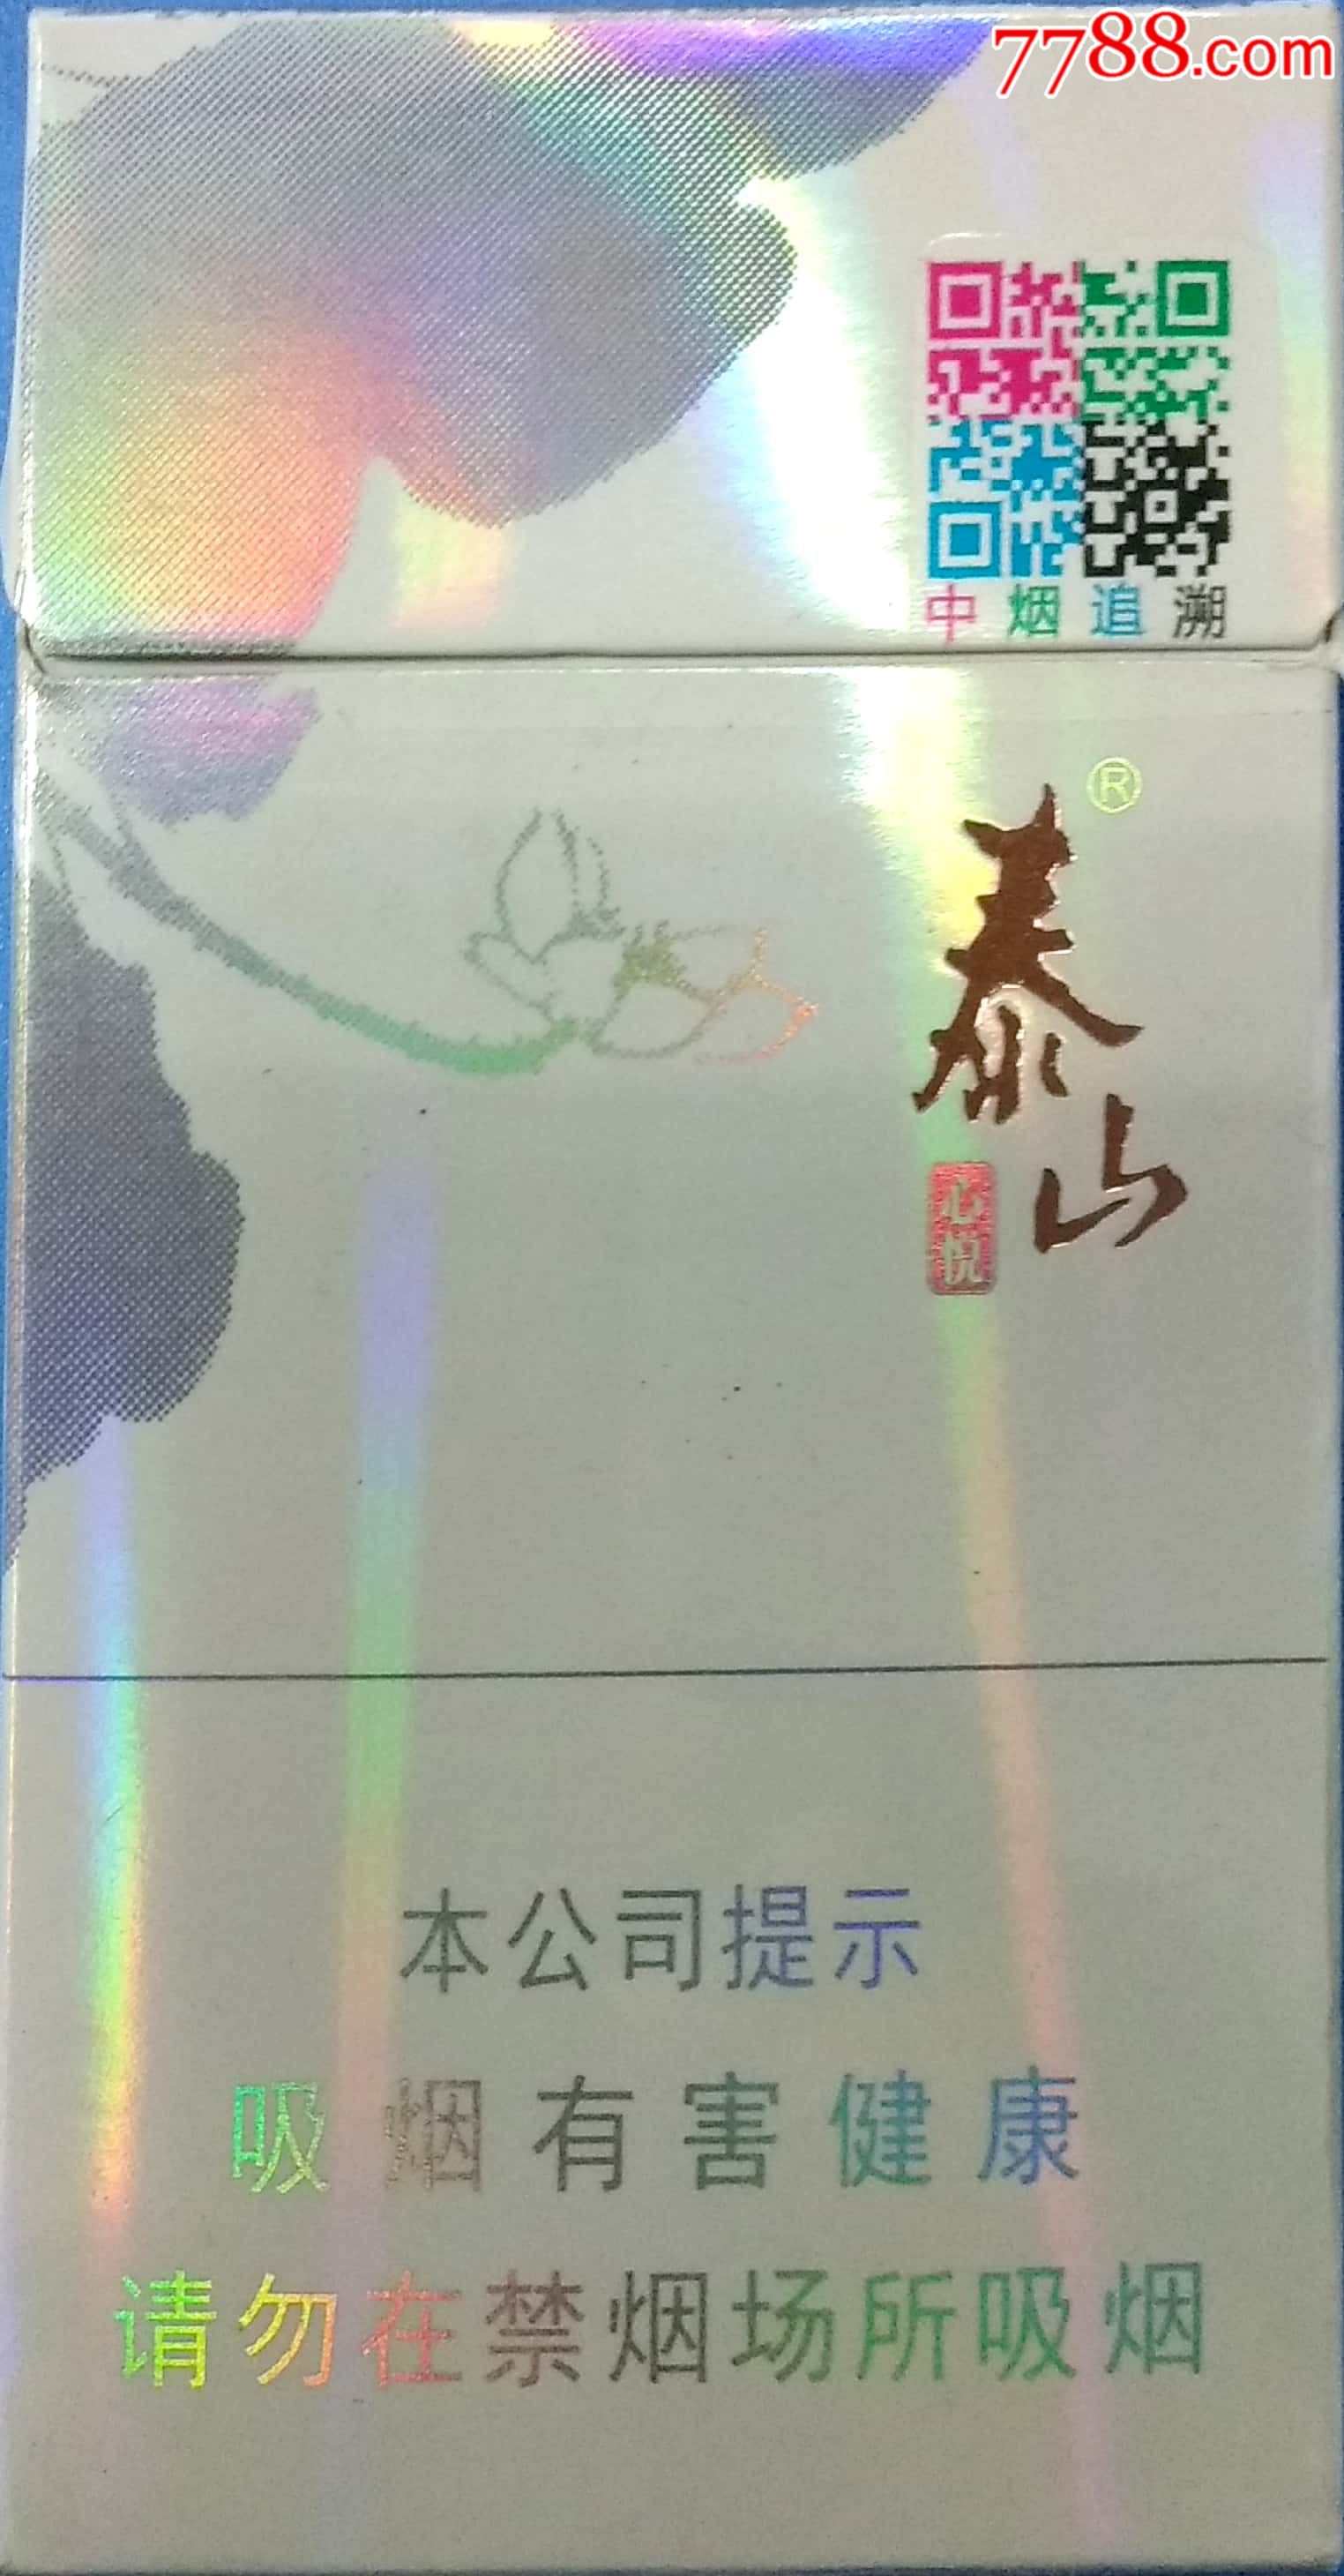 7788.com
中烟追溯
®
泰山
心悦
本公司提示
吸烟有害健康
请勿在禁烟场所吸烟